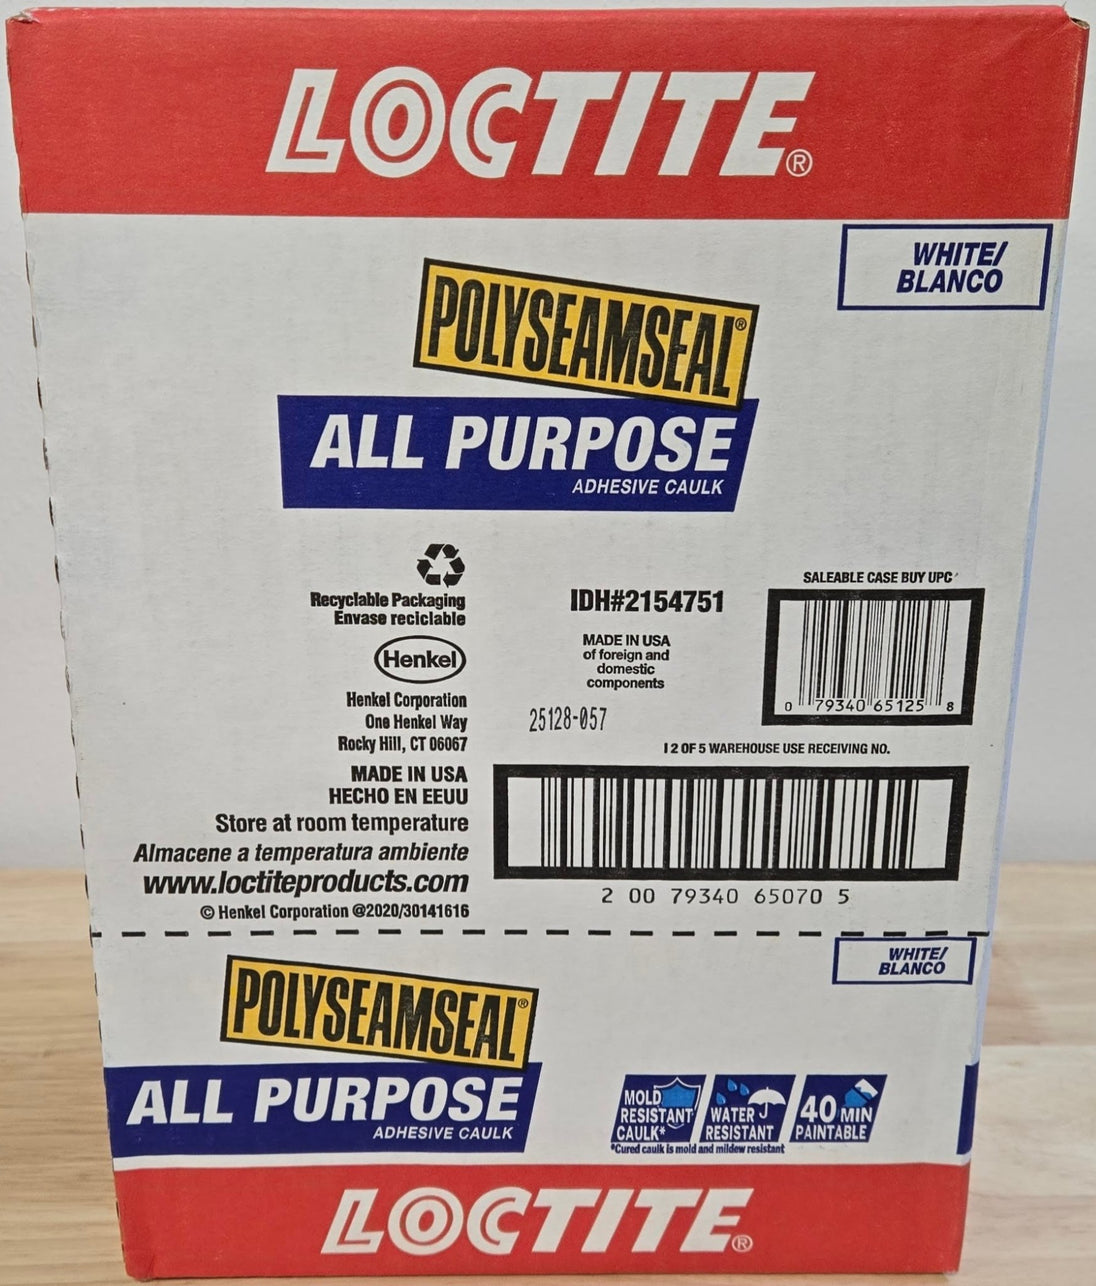 LOCTITE®
WHITE/
BLANCO
POLYSEAMSEAL®
ALL PURPOSE
ADHESIVE CAULK
Recyclable Packaging
Envase reciclable
Henkel
Henkel Corporation
One Henkel Way
Rocky Hill, CT 06067
MADE IN USA
HECHO EN EEUU
Store at room temperature
Almacene a temperatura ambiente
www.loctiteproducts.com
© Henkel Corporation @2020/30141616
IDH#2154751
MADE IN USA
of foreign and
domestic
components
25128-057
SALEABLE CASE BUY UPC
0 79340 65125 8
I 2 OF 5 WAREHOUSE USE RECEIVING NO.
2 00 79340 65070 5
WHITE/
BLANCO
POLYSEAMSEAL®
ALL PURPOSE
ADHESIVE CAULK
MOLD
RESISTANT
CAULK*
WATER
RESISTANT
40 MIN
PAINTABLE
*Cured caulk is mold and mildew resistant
LOCTITE®